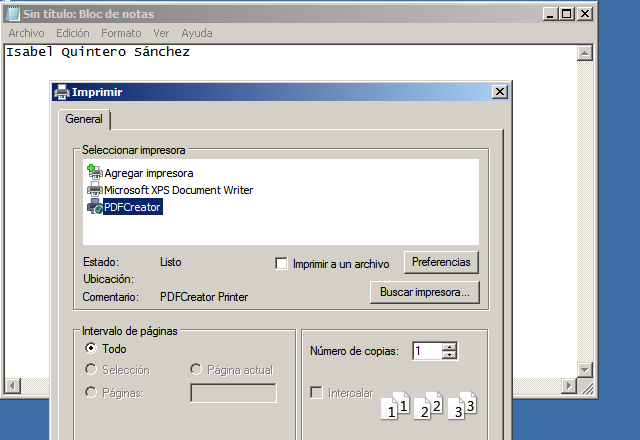 Sin título: Bloc de notas
Archivo Edición Formato Ver Ayuda
Isabel Quintero Sánchez
Imprimir
General
Seleccionar impresora
Agregar impresora
Microsoft XPS Document Writer
PDFCreator
Estado: Listo
Imprimir a un archivo Preferencias
Ubicación:
Comentario: PDFCreator Printer
Buscar impresora...
Intervalo de páginas
Todo
Selección Página actual
Páginas:
Número de copias: 1
Intercalar
1 1 2 2 3 3